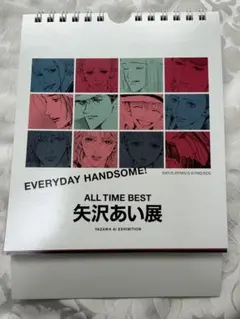 EVERYDAY HANDSOME!
ALL TIME BEST
矢沢あい展
YAZAWA AI EXHIBITION